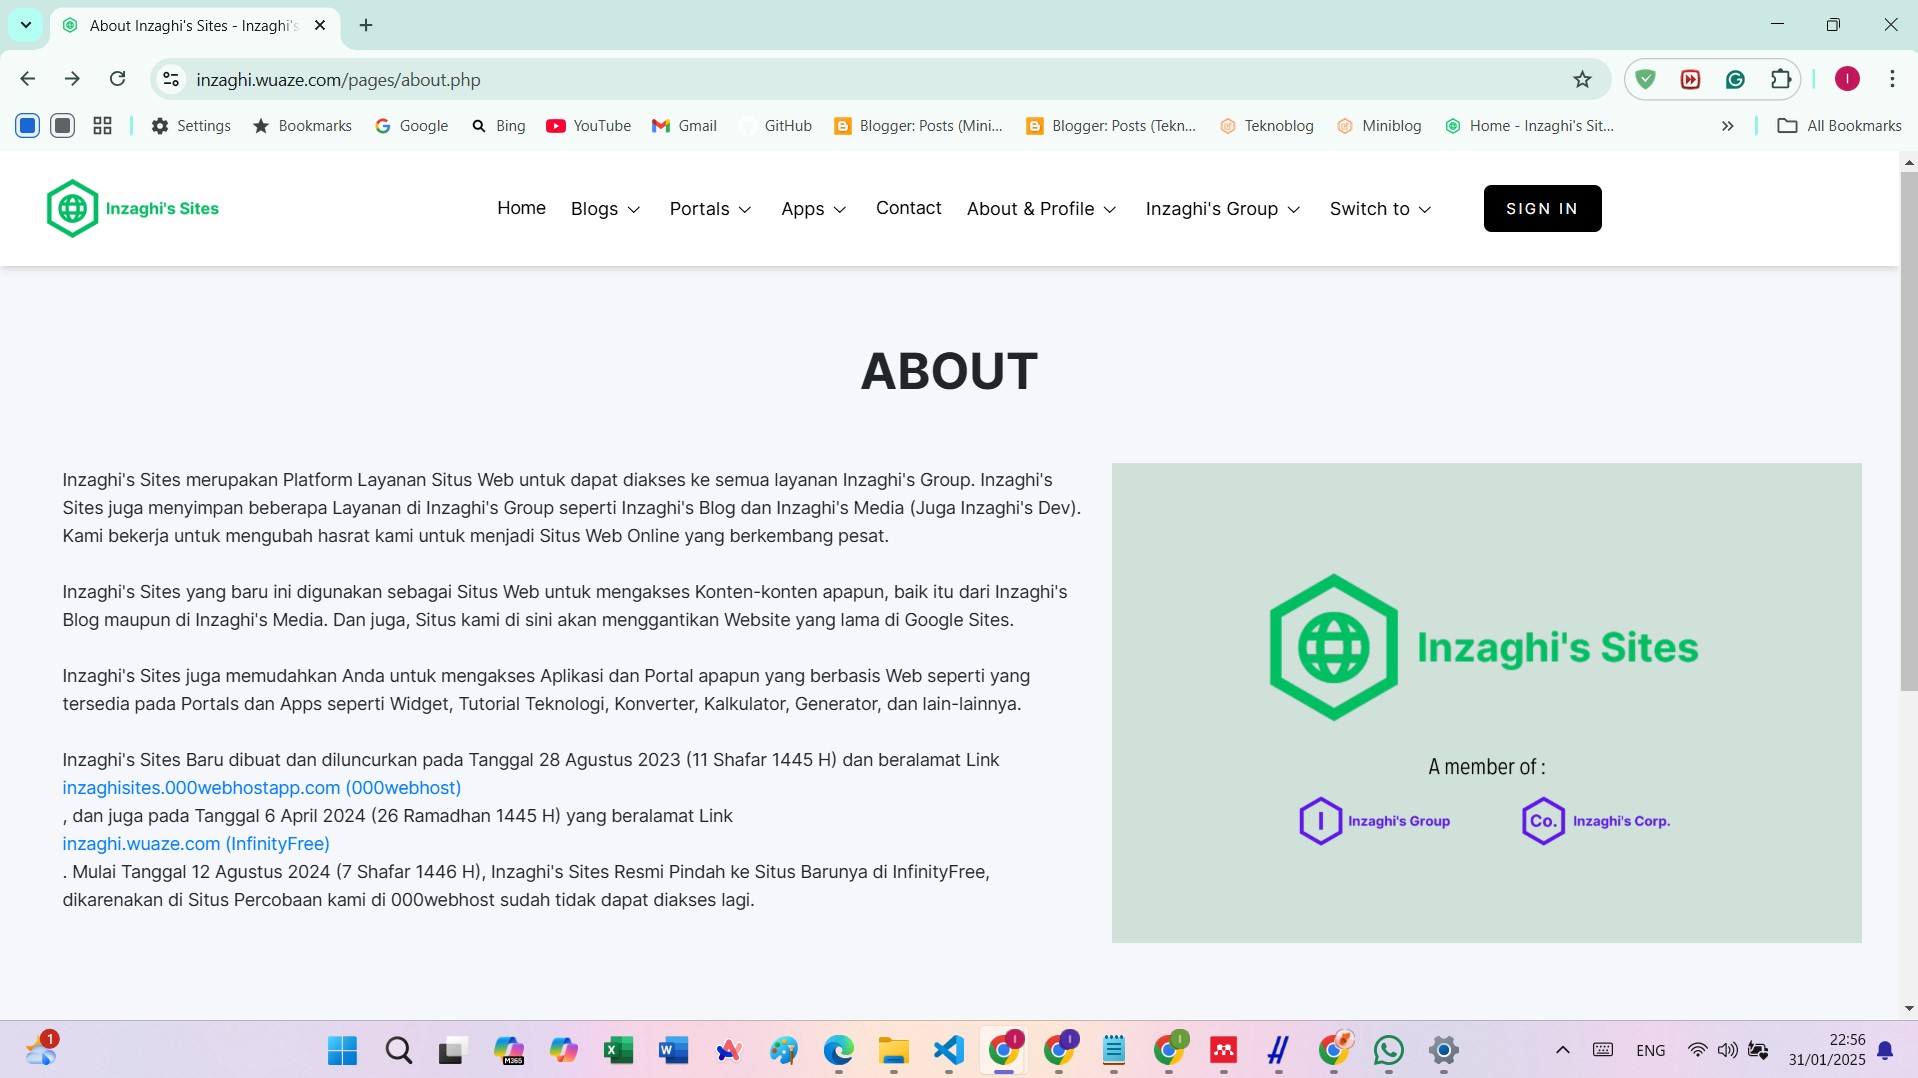 About Inzaghi's Sites - Inzaghi's
inzaghi.wuaze.com/pages/about.php
I
Settings
Bookmarks
Google
Bing
YouTube
Gmail
GitHub
Blogger: Posts (Mini...
Blogger: Posts (Tekn...
Teknoblog
Miniblog
Home - Inzaghi's Sit...
All Bookmarks
Inzaghi's Sites
Home
Blogs
Portals
Apps
Contact
About & Profile
Inzaghi's Group
Switch to
SIGN IN
ABOUT
Inzaghi's Sites merupakan Platform Layanan Situs Web untuk dapat diakses ke semua layanan Inzaghi's Group. Inzaghi's
Sites juga menyimpan beberapa Layanan di Inzaghi's Group seperti Inzaghi's Blog dan Inzaghi's Media (Juga Inzaghi's Dev).
Kami bekerja untuk mengubah hasrat kami untuk menjadi Situs Web Online yang berkembang pesat.
Inzaghi's Sites yang baru ini digunakan sebagai Situs Web untuk mengakses Konten-konten apapun, baik itu dari Inzaghi's
Blog maupun di Inzaghi's Media. Dan juga, Situs kami di sini akan menggantikan Website yang lama di Google Sites.
Inzaghi's Sites juga memudahkan Anda untuk mengakses Aplikasi dan Portal apapun yang berbasis Web seperti yang
tersedia pada Portals dan Apps seperti Widget, Tutorial Teknologi, Konverter, Kalkulator, Generator, dan lain-lainnya.
Inzaghi's Sites Baru dibuat dan diluncurkan pada Tanggal 28 Agustus 2023 (11 Shafar 1445 H) dan beralamat Link
inzaghisites.000webhostapp.com (000webhost)
, dan juga pada Tanggal 6 April 2024 (26 Ramadhan 1445 H) yang beralamat Link
inzaghi.wuaze.com (InfinityFree)
. Mulai Tanggal 12 Agustus 2024 (7 Shafar 1446 H), Inzaghi's Sites Resmi Pindah ke Situs Barunya di InfinityFree,
dikarenakan di Situs Percobaan kami di 000webhost sudah tidak dapat diakses lagi.
Inzaghi's Sites
A member of :
I Inzaghi's Group
Co. Inzaghi's Corp.
1
M365
I
I
I
ENG
22:56
31/01/2025